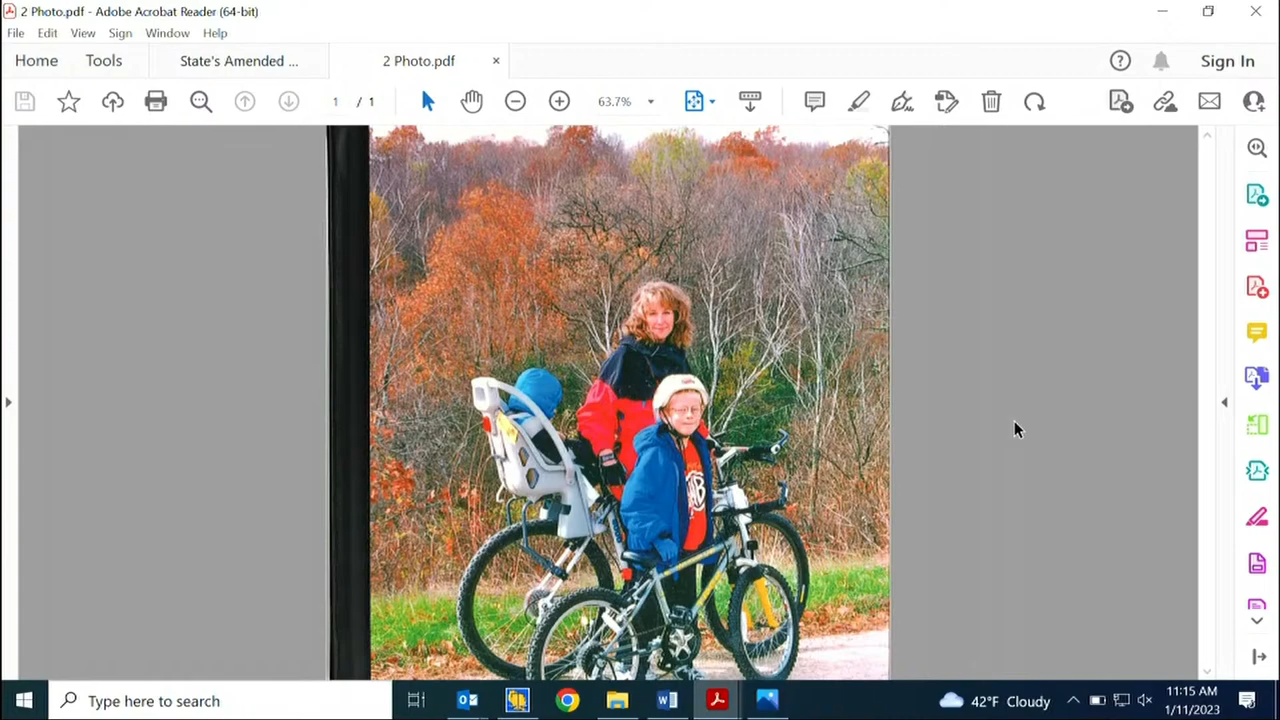 2 Photo.pdf - Adobe Acrobat Reader (64-bit)
File Edit View Sign Window Help
Home Tools State's Amended ... 2 Photo.pdf × Sign In
1 / 1 63.7%
Type here to search
42°F Cloudy
11:15 AM
1/11/2023